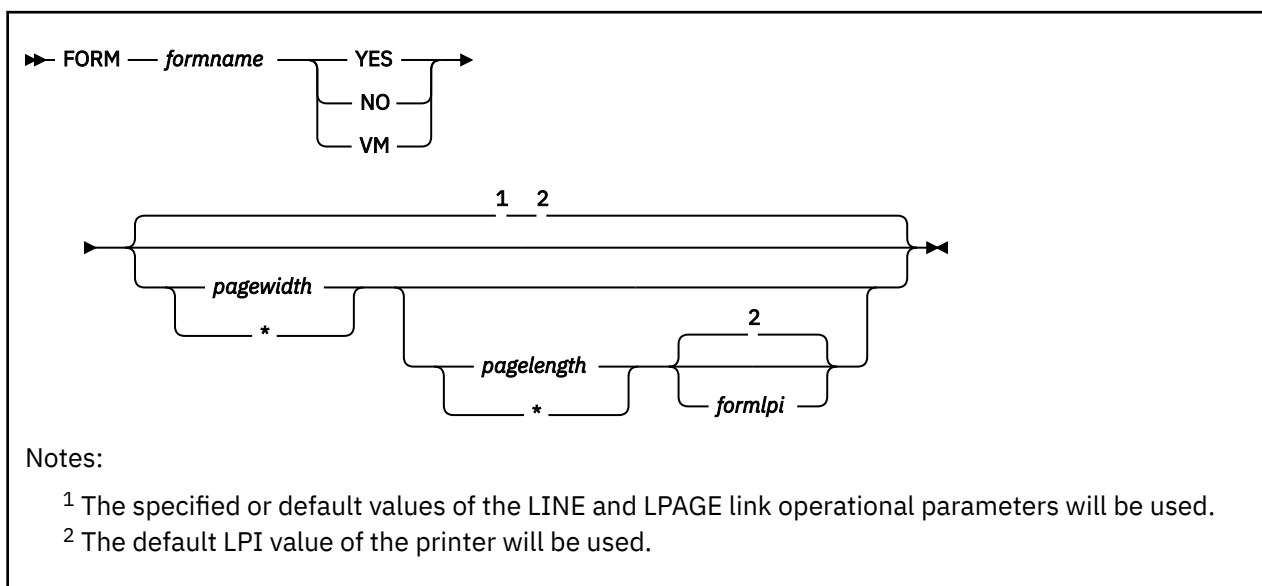 FORM formname YES
NO
VM
1 2
pagewidth
*
2
pagelength
*
formlpi
Notes:
1 The specified or default values of the LINE and LPAGE link operational parameters will be used.
2 The default LPI value of the printer will be used.